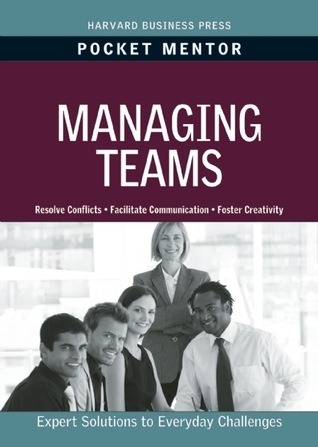 HARVARD BUSINESS PRESS
POCKET MENTOR
MANAGING
TEAMS
Resolve Conflicts • Facilitate Communication • Foster Creativity
Expert Solutions to Everyday Challenges